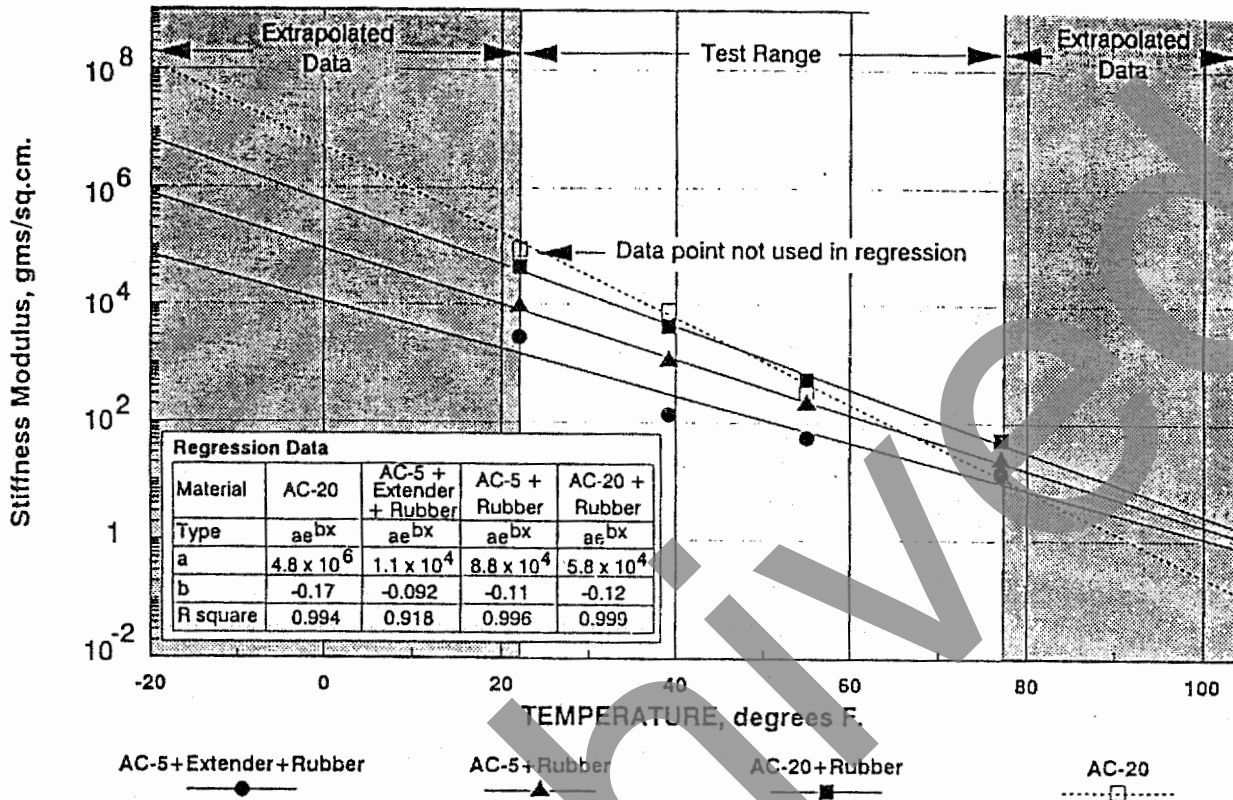 Extrapolated Data
Test Range
Extrapolated Data
Stiffness Modulus, gms/sq.cm.
10^8
10^6
10^4
10^2
1
10^-2
Data point not used in regression
Regression Data
Material AC-20 AC-5 + Extender + Rubber AC-5 + Rubber AC-20 + Rubber
Type ae^bx ae^bx ae^bx ae^bx
a 4.8 x 10^6 1.1 x 10^4 8.8 x 10^4 5.8 x 10^4
b -0.17 -0.092 -0.11 -0.12
R square 0.994 0.918 0.996 0.999
-20 0 20 40 60 80 100
TEMPERATURE, degrees F.
AC-5+Extender+Rubber AC-5+Rubber AC-20+Rubber AC-20